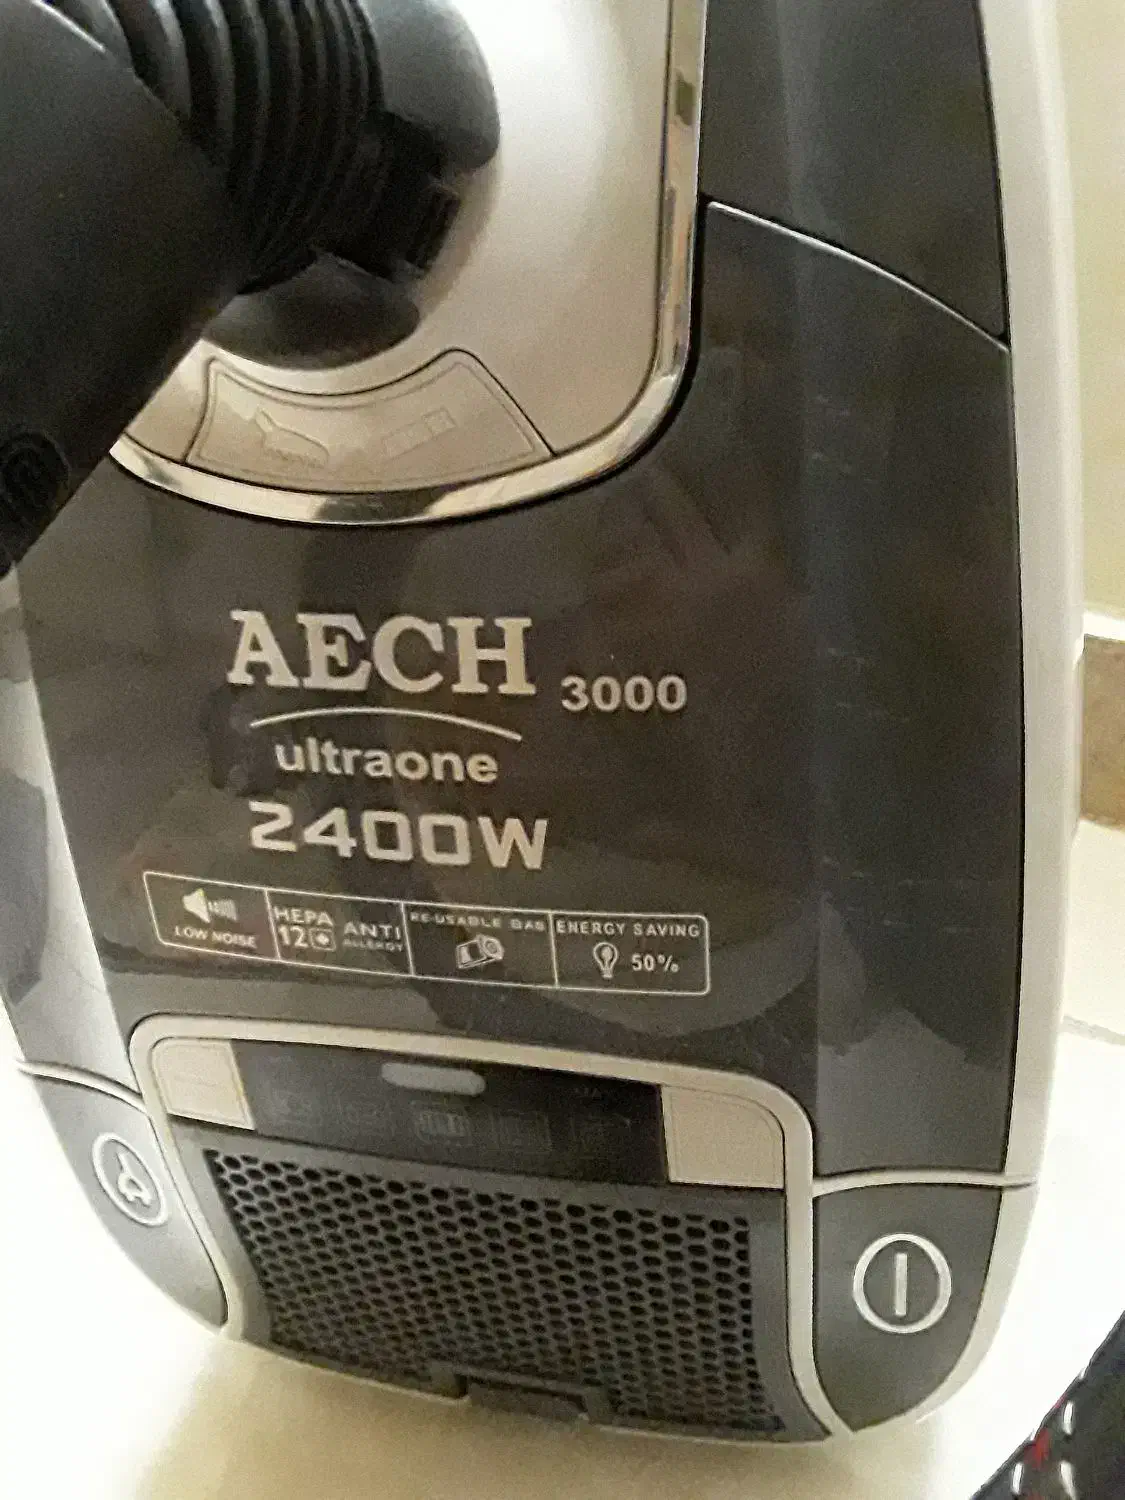 AECH 3000
ultraone
2400W
LOW NOISE
HEPA
12
ANTI
ALLERGY
RE-USABLE BAG
ENERGY SAVING
50%